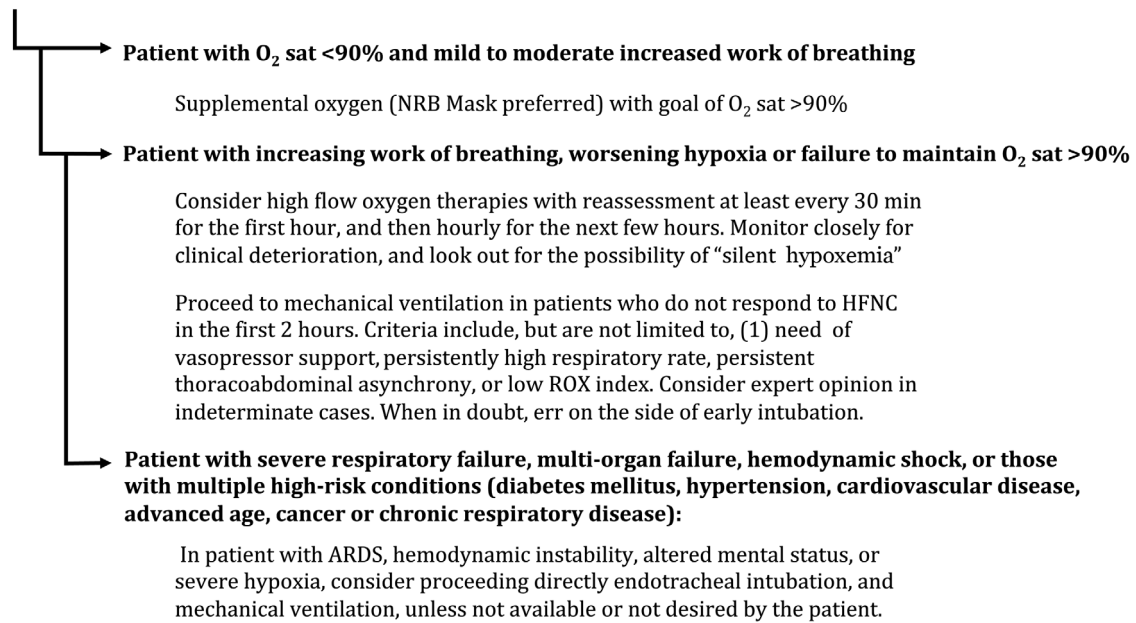 Patient with O₂ sat <90% and mild to moderate increased work of breathing
Supplemental oxygen (NRB Mask preferred) with goal of O₂ sat >90%
Patient with increasing work of breathing, worsening hypoxia or failure to maintain O₂ sat >90%
Consider high flow oxygen therapies with reassessment at least every 30 min
for the first hour, and then hourly for the next few hours. Monitor closely for
clinical deterioration, and look out for the possibility of “silent hypoxemia”
Proceed to mechanical ventilation in patients who do not respond to HFNC
in the first 2 hours. Criteria include, but are not limited to, (1) need of
vasopressor support, persistently high respiratory rate, persistent
thoracoabdominal asynchrony, or low ROX index. Consider expert opinion in
indeterminate cases. When in doubt, err on the side of early intubation.
Patient with severe respiratory failure, multi-organ failure, hemodynamic shock, or those
with multiple high-risk conditions (diabetes mellitus, hypertension, cardiovascular disease,
advanced age, cancer or chronic respiratory disease):
In patient with ARDS, hemodynamic instability, altered mental status, or
severe hypoxia, consider proceeding directly endotracheal intubation, and
mechanical ventilation, unless not available or not desired by the patient.